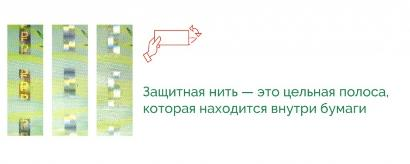 Защитная нить — это цельная полоса,
которая находится внутри бумаги